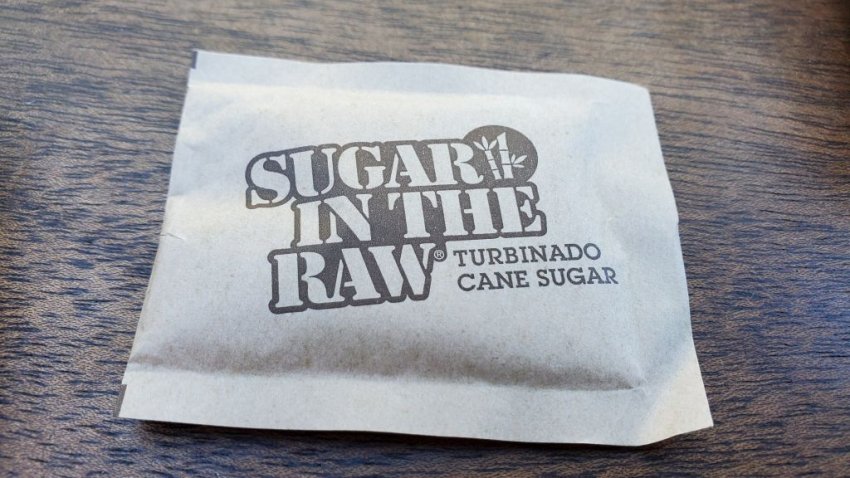 SUGAR
IN THE
RAW®
TURBINADO
CANE SUGAR